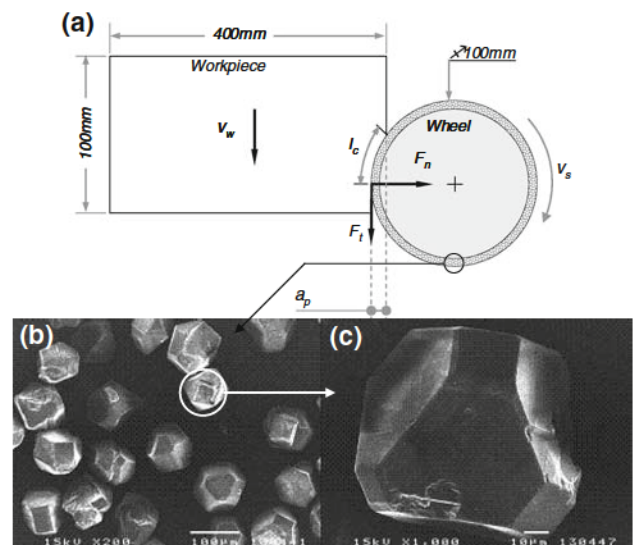 (a)
400mm
Workpiece
100mm
100mm
Wheel
v_w
l_c
F_n
v_s
F_t
a_p
(b)
(c)
15kV X200 100μm
15kV X1,000 10μm 130447